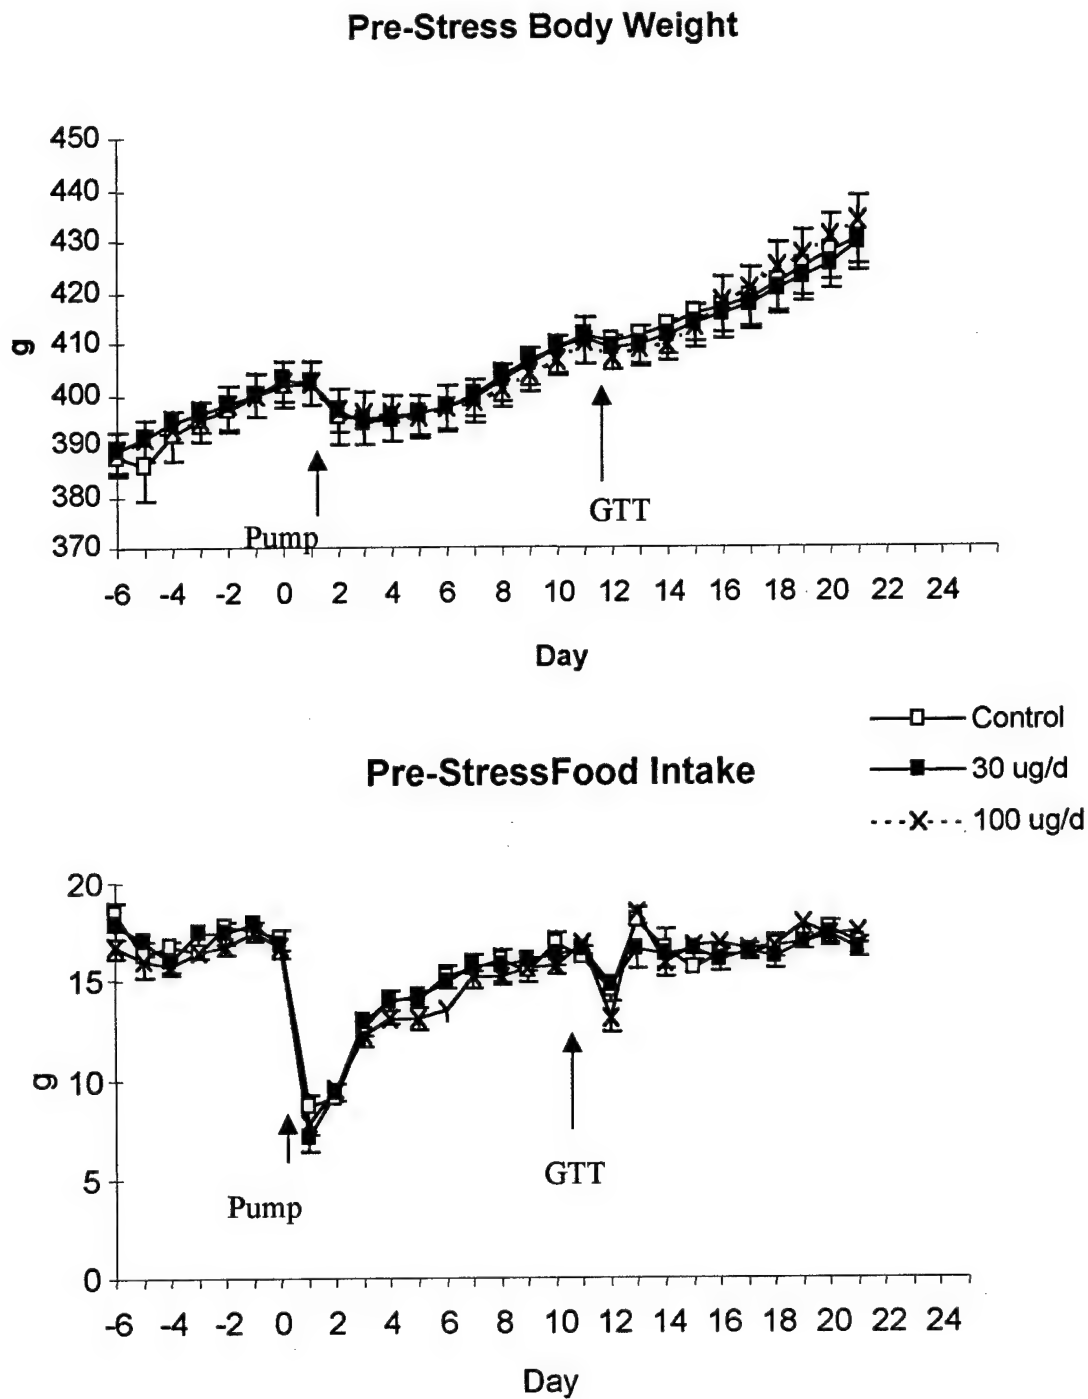 Pre-Stress Body Weight
450
440
430
420
410
400
390
380
370
g
Pump
GTT
-6 -4 -2 0 2 4 6 8 10 12 14 16 18 20 22 24
Day
Control
30 ug/d
100 ug/d
Pre-StressFood Intake
20
15
10
5
0
g
Pump
GTT
-6 -4 -2 0 2 4 6 8 10 12 14 16 18 20 22 24
Day